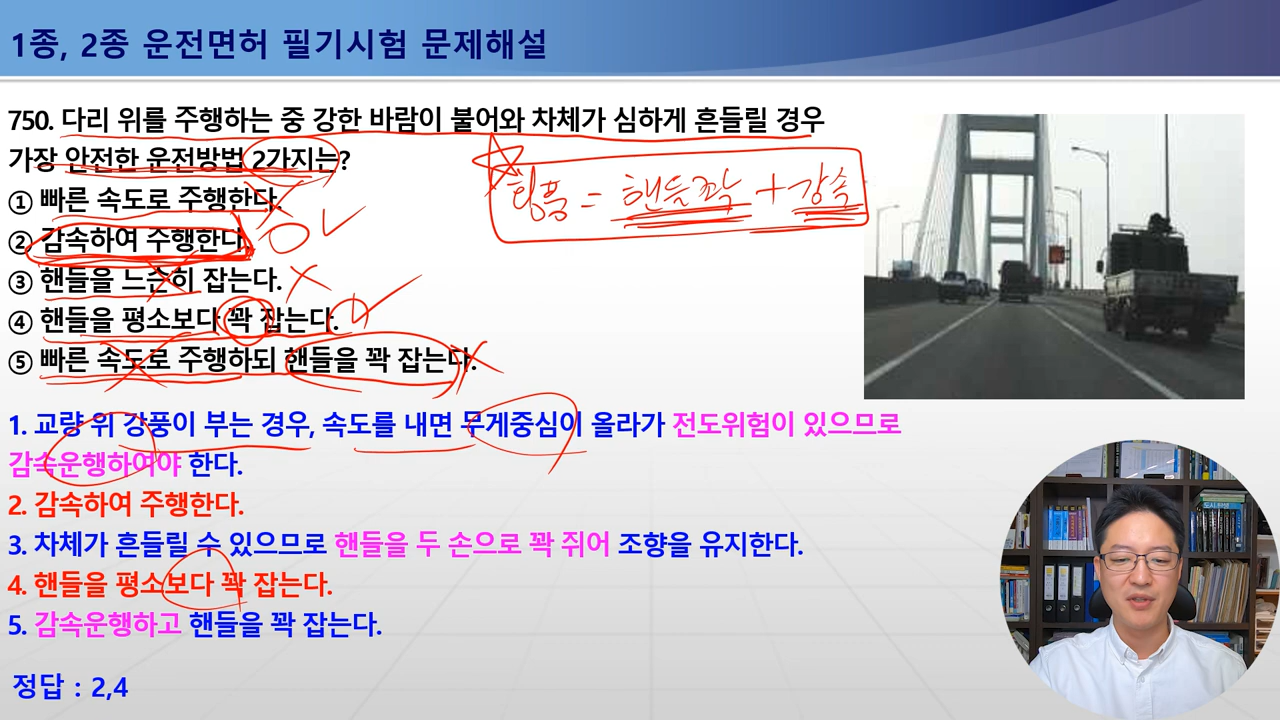 1종, 2종 운전면허 필기시험 문제해설
750. 다리 위를 주행하는 중 강한 바람이 불어와 차체가 심하게 흔들릴 경우
가장 안전한 운전방법 2가지는?
① 빠른 속도로 주행한다.
② 감속하여 주행한다.
③ 핸들을 느슨히 잡는다.
④ 핸들을 평소보다 꽉 잡는다.
⑤ 빠른 속도로 주행하되 핸들을 꽉 잡는다.
횡풍 = 핸들꽉 + 감속
1. 교량 위 강풍이 부는 경우, 속도를 내면 무게중심이 올라가 전도위험이 있으므로
감속운행하여야 한다.
2. 감속하여 주행한다.
3. 차체가 흔들릴 수 있으므로 핸들을 두 손으로 꽉 쥐어 조향을 유지한다.
4. 핸들을 평소보다 꽉 잡는다.
5. 감속운행하고 핸들을 꽉 잡는다.
정답 : 2,4